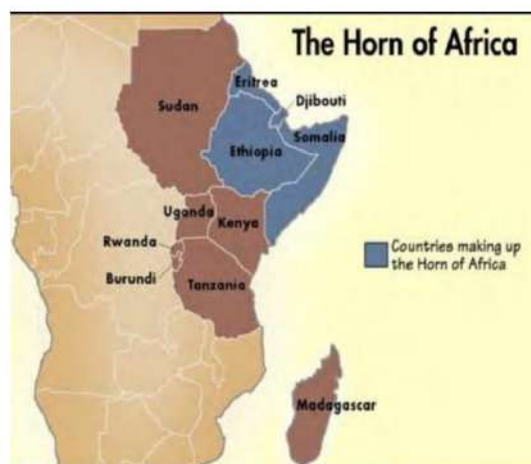 The Horn of Africa
Eritrea
Djibouti
Sudan
Somalia
Ethiopia
Uganda
Kenya
Rwanda
Burundi
Tanzania
Countries making up
the Horn of Africa
Madagascar